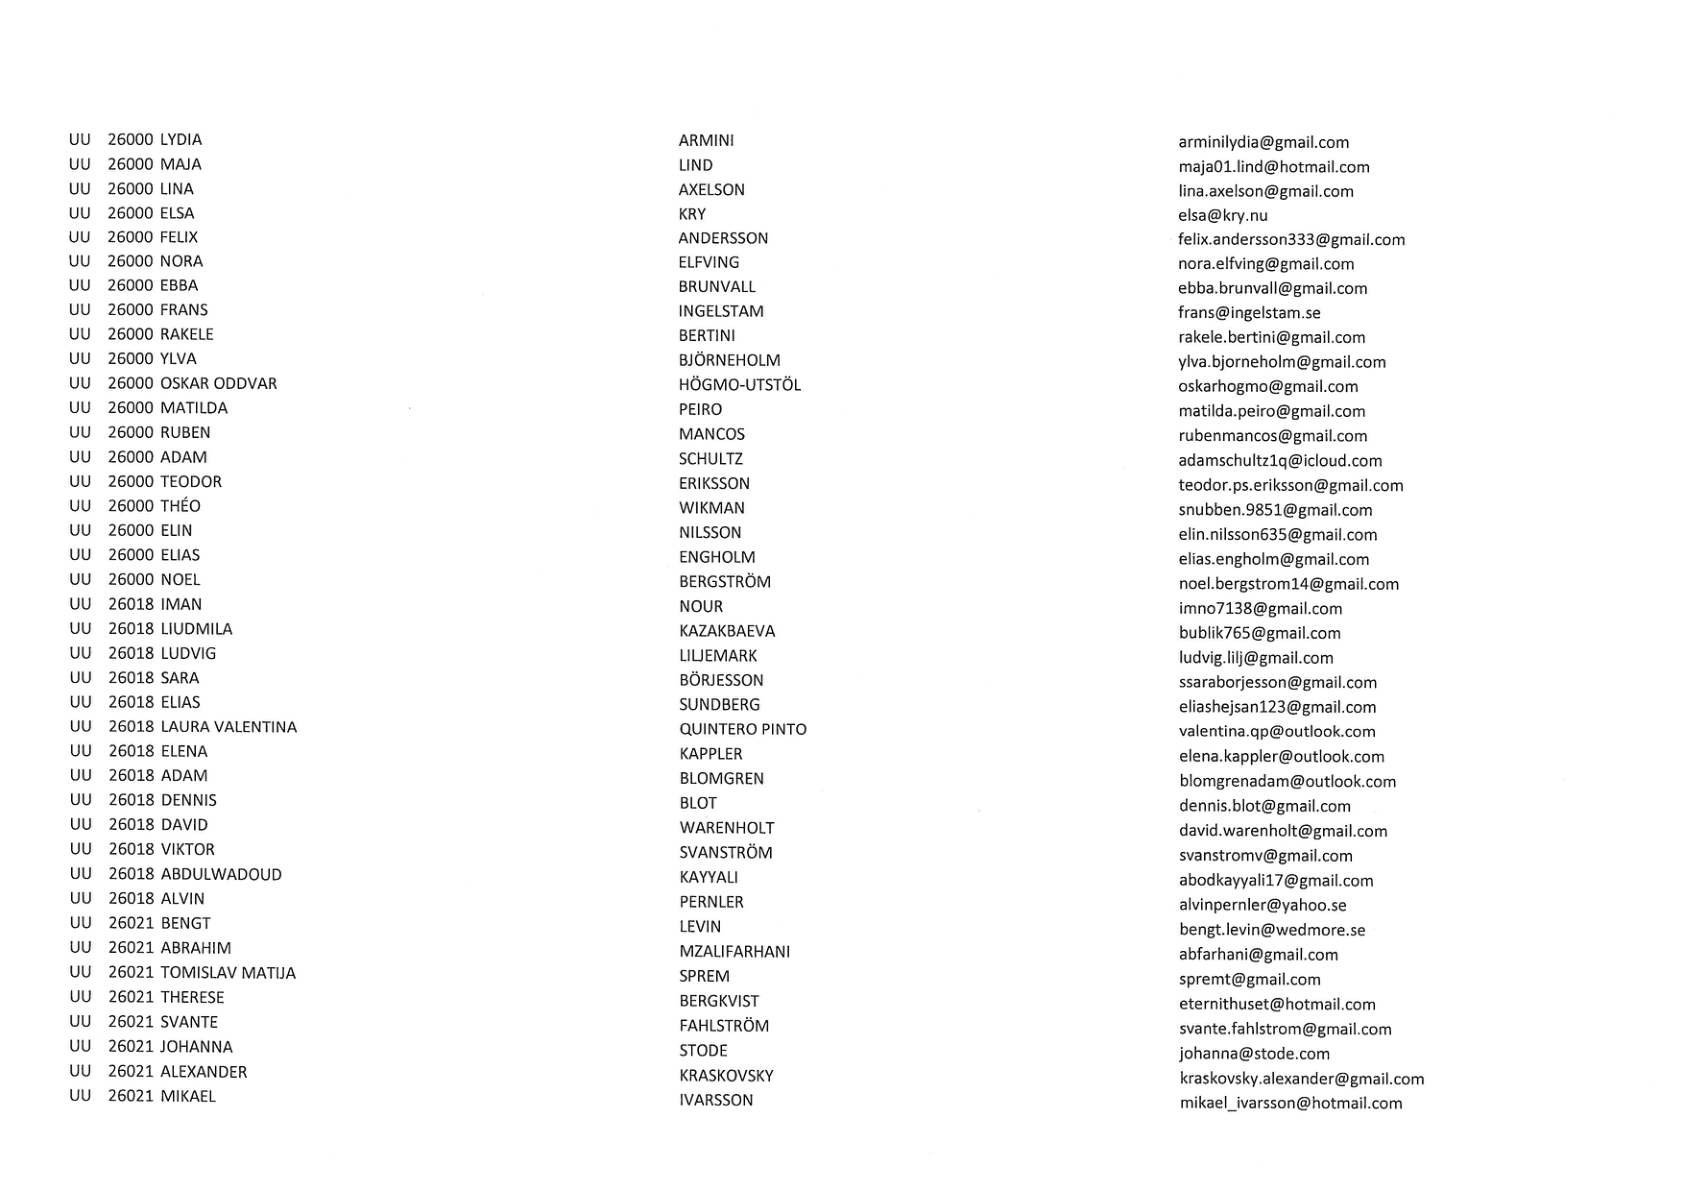 UU 26000 LYDIA ARMINI arminilydia@gmail.com
UU 26000 MAJA LIND maja01.lind@hotmail.com
UU 26000 LINA AXELSON lina.axelson@gmail.com
UU 26000 ELSA KRY elsa@kry.nu
UU 26000 FELIX ANDERSSON felix.andersson333@gmail.com
UU 26000 NORA ELFVING nora.elfving@gmail.com
UU 26000 EBBA BRUNVALL ebba.brunvall@gmail.com
UU 26000 FRANS INGELSTAM frans@ingelstam.se
UU 26000 RAKELE BERTINI rakele.bertini@gmail.com
UU 26000 YLVA BJÖRNEHOLM ylva.bjorneholm@gmail.com
UU 26000 OSKAR ODDVAR HÖGMO-UTSTÖL oskarhogmo@gmail.com
UU 26000 MATILDA PEIRO matilda.peiro@gmail.com
UU 26000 RUBEN MANCOS rubenmancos@gmail.com
UU 26000 ADAM SCHULTZ adamschultz1q@icloud.com
UU 26000 TEODOR ERIKSSON teodor.ps.eriksson@gmail.com
UU 26000 THÉO WIKMAN snubben.9851@gmail.com
UU 26000 ELIN NILSSON elin.nilsson635@gmail.com
UU 26000 ELIAS ENGHOLM elias.engholm@gmail.com
UU 26000 NOEL BERGSTRÖM noel.bergstrom14@gmail.com
UU 26018 IMAN NOUR imno7138@gmail.com
UU 26018 LIUDMILA KAZAKBAEVA bublik765@gmail.com
UU 26018 LUDVIG LILJEMARK ludvig.lilj@gmail.com
UU 26018 SARA BÖRJESSON ssaraborjesson@gmail.com
UU 26018 ELIAS SUNDBERG eliashejsan123@gmail.com
UU 26018 LAURA VALENTINA QUINTERO PINTO valentina.qp@outlook.com
UU 26018 ELENA KAPPLER elena.kappler@outlook.com
UU 26018 ADAM BLOMGREN blomgrenadam@outlook.com
UU 26018 DENNIS BLOT dennis.blot@gmail.com
UU 26018 DAVID WARENHOLT david.warenholt@gmail.com
UU 26018 VIKTOR SVANSTRÖM svanstromv@gmail.com
UU 26018 ABDULWADOUD KAYYALI abodkayyali17@gmail.com
UU 26018 ALVIN PERNLER alvinpernler@yahoo.se
UU 26021 BENGT LEVIN bengt.levin@wedmore.se
UU 26021 ABRAHIM MZALIFARHANI abfarhani@gmail.com
UU 26021 TOMISLAV MATIJA SPREM spremt@gmail.com
UU 26021 THERESE BERGKVIST eternithuset@hotmail.com
UU 26021 SVANTE FAHLSTRÖM svante.fahlstrom@gmail.com
UU 26021 JOHANNA STODE johanna@stode.com
UU 26021 ALEXANDER KRASKOVSKY kraskovsky.alexander@gmail.com
UU 26021 MIKAEL IVARSSON mikael_ivarsson@hotmail.com